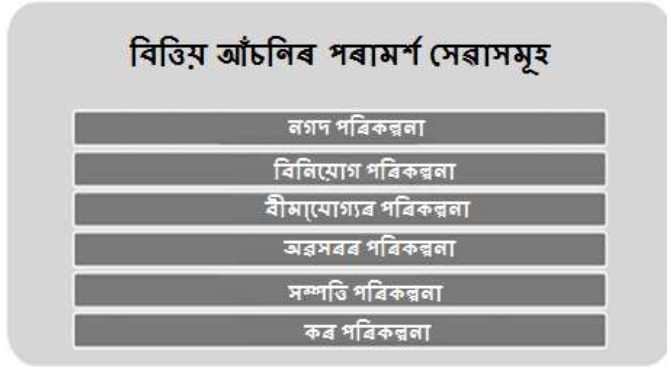 বিত্তিয় আঁচনিৰ পৰামৰ্শ সেৱাসমূহ
নগদ পৰিকল্পনা
বিনিয়োগ পৰিকল্পনা
বীমাযোগ্যৰ পৰিকল্পনা
অৱসৰৰ পৰিকল্পনা
সম্পত্তি পৰিকল্পনা
কৰ পৰিকল্পনা